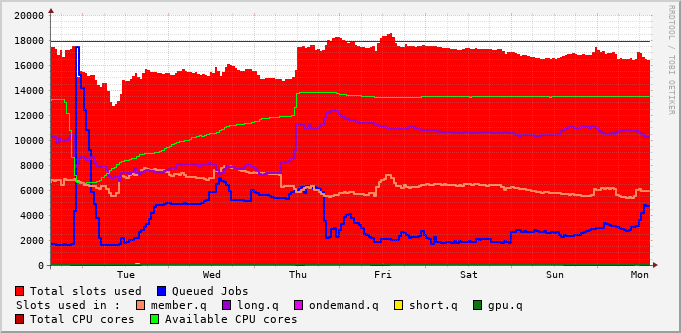 20000
18000
16000
14000
12000
10000
8000
6000
4000
2000
0
Tue Wed Thu Fri Sat Sun Mon
RRDTOOL / TOBI OETIKER
Total slots used Queued Jobs
Slots used in : member.q long.q ondemand.q short.q gpu.q
Total CPU cores Available CPU cores